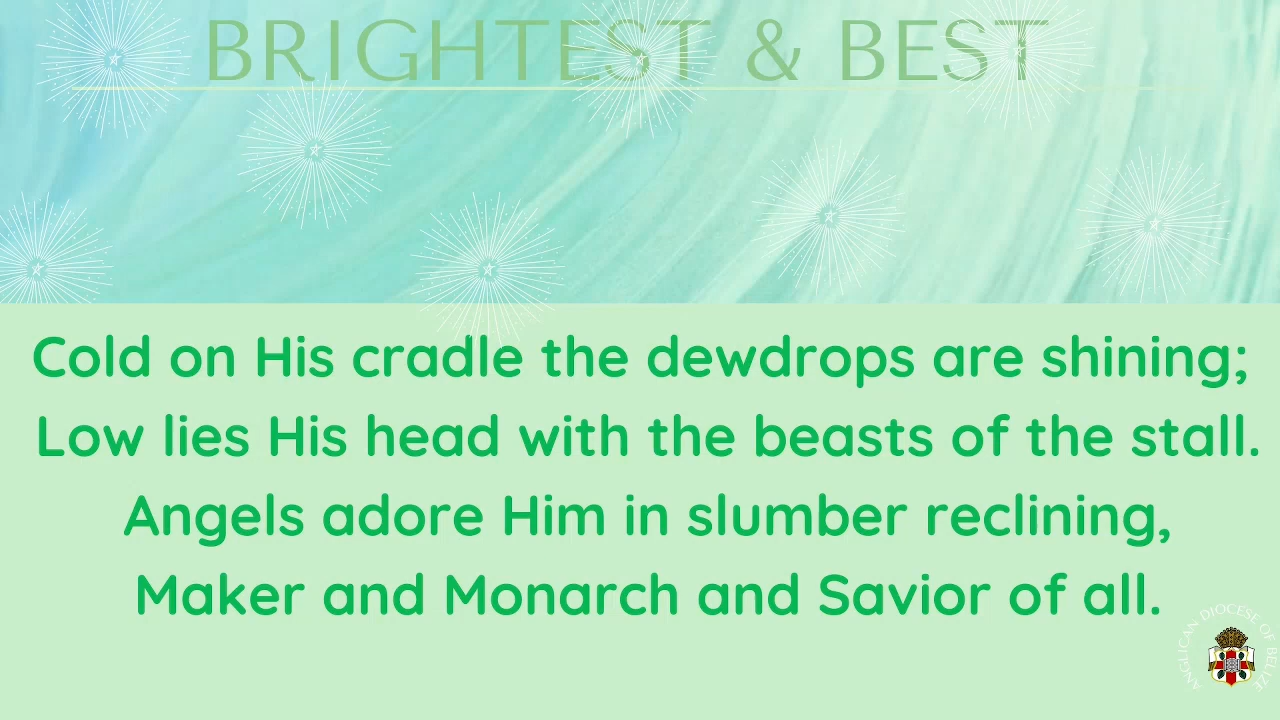 BRIGHTEST & BEST
Cold on His cradle the dewdrops are shining;
Low lies His head with the beasts of the stall.
Angels adore Him in slumber reclining,
Maker and Monarch and Savior of all.
ANGLICAN DIOCESE OF BELIZE